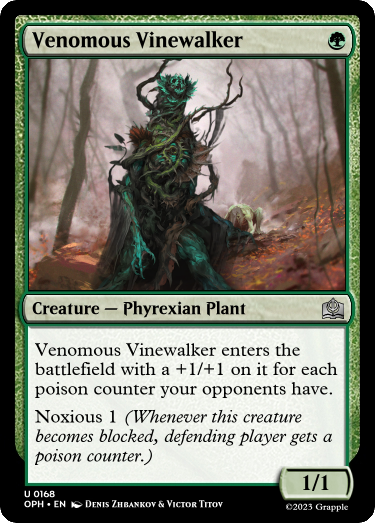 Venomous Vinewalker
Creature — Phyrexian Plant
Venomous Vinewalker enters the
battlefield with a +1/+1 on it for each
poison counter your opponents have.
Noxious 1 (Whenever this creature
becomes blocked, defending player gets a
poison counter.)
1/1
U 0168
OPH • EN Denis Zhbankov & Victor Titov
©2023 Grapple